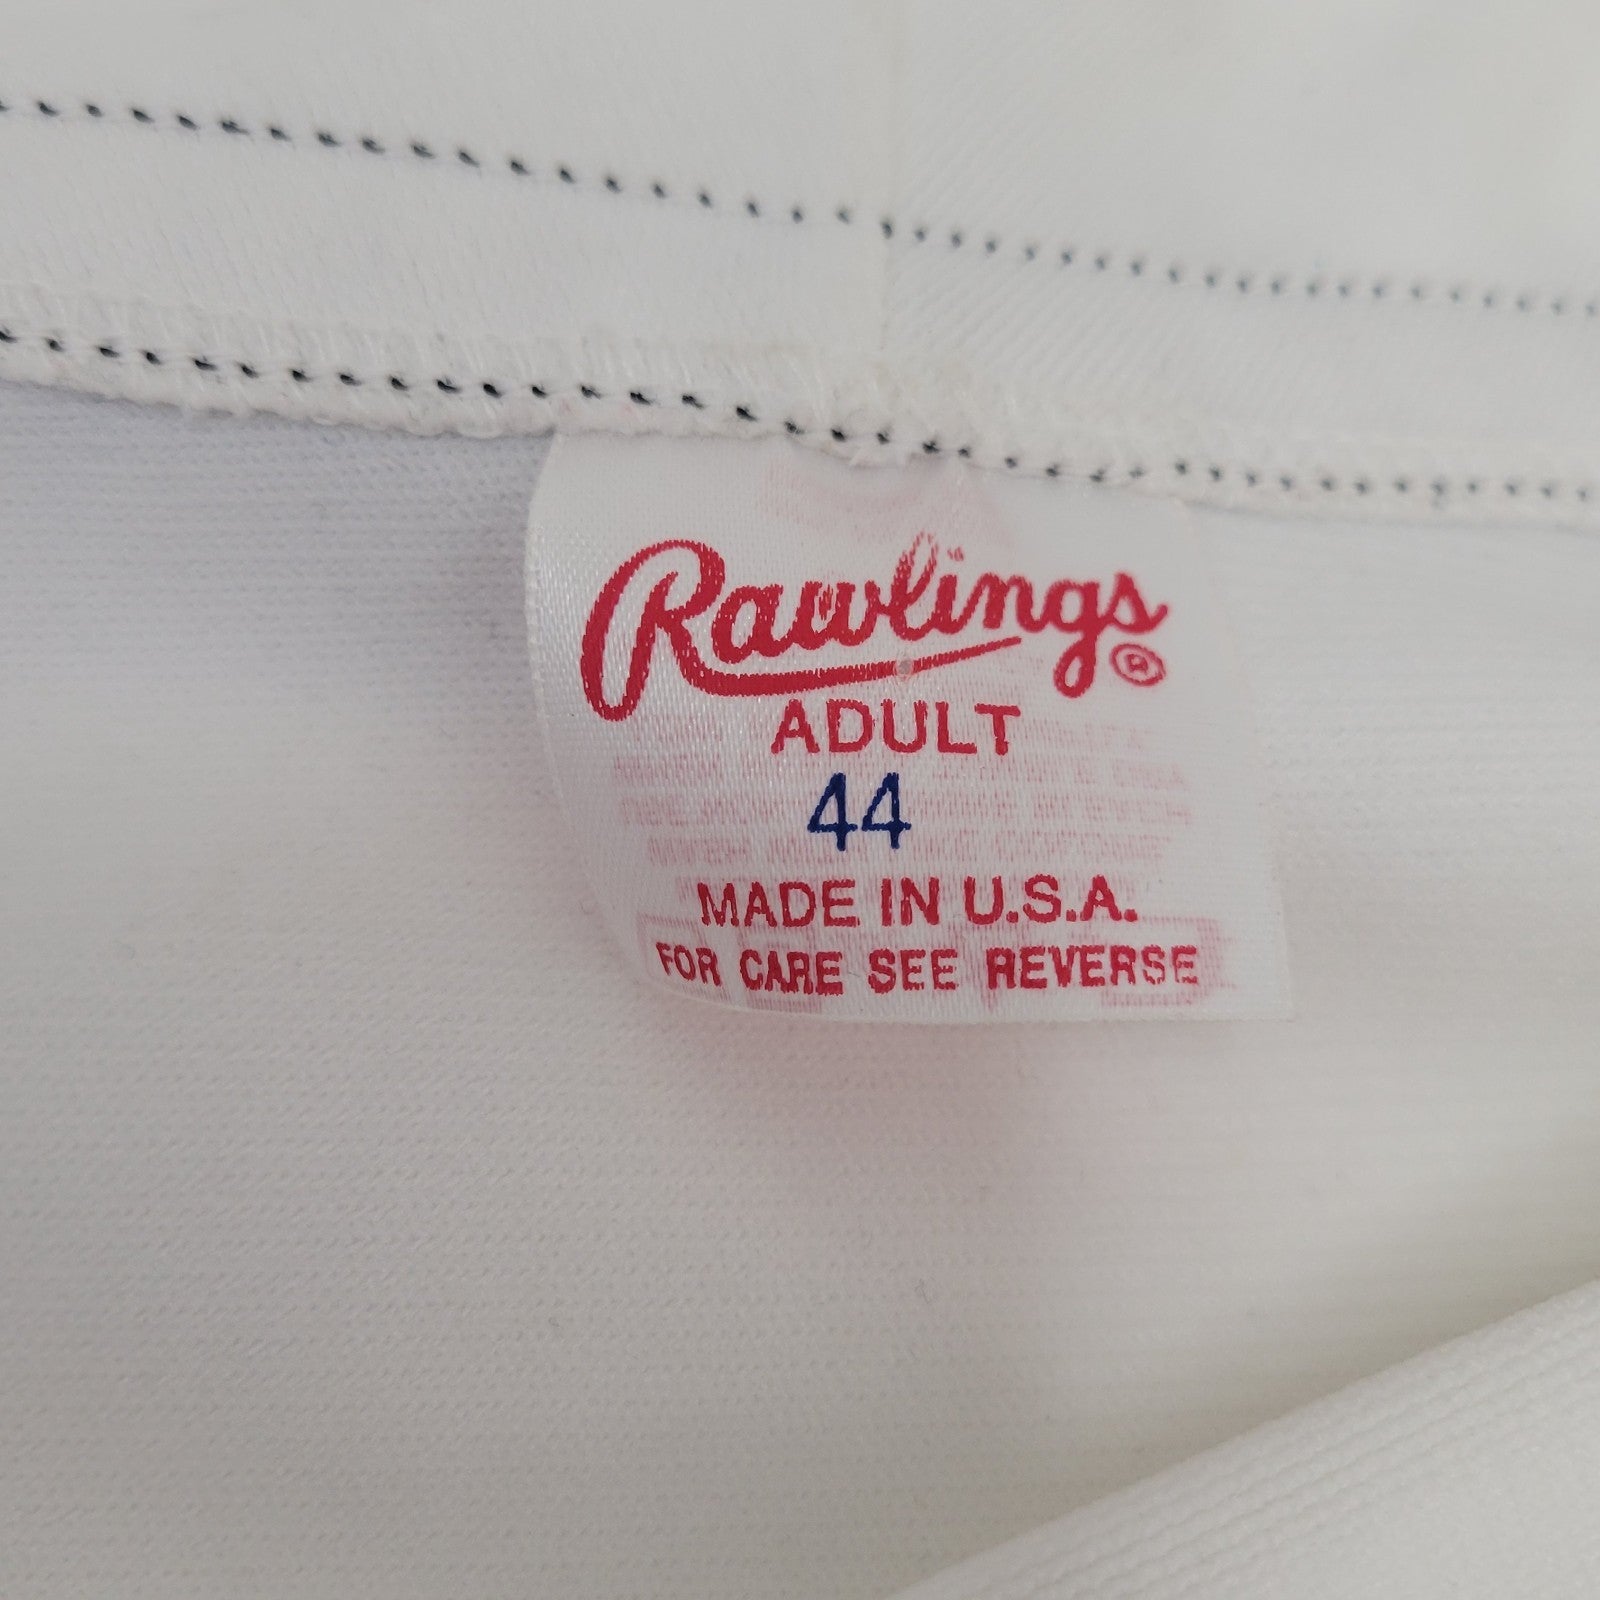 Rawlings®
ADULT
44
MADE IN U.S.A.
FOR CARE SEE REVERSE